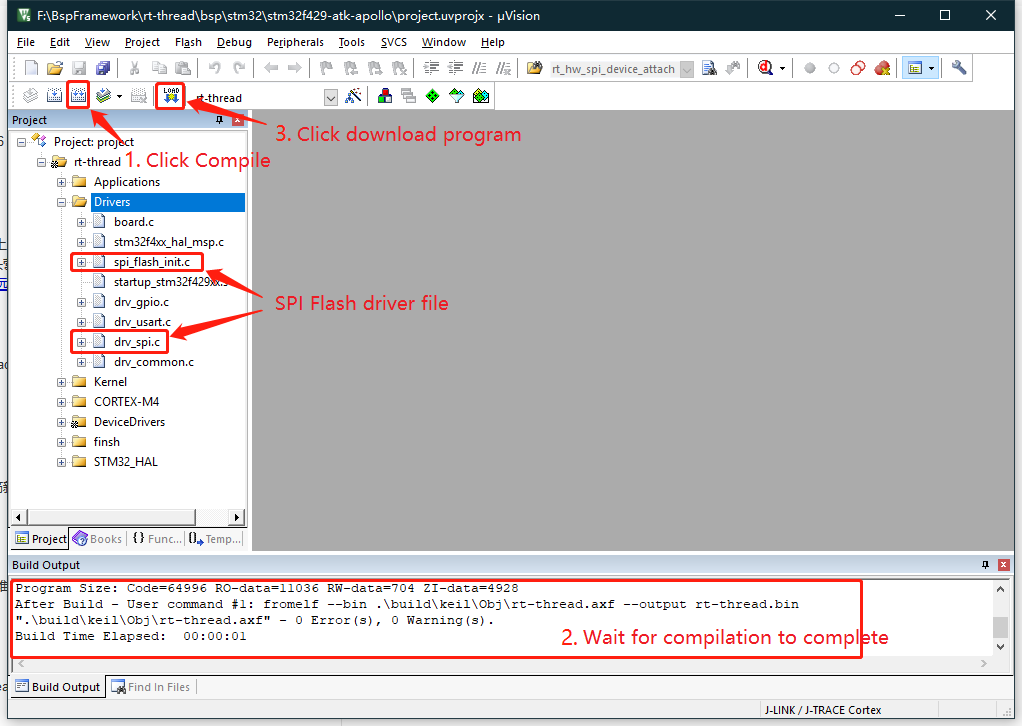 F:\BspFramework\rt-thread\bsp\stm32\stm32f429-atk-apollo\project.uvprojx - µVision
File Edit View Project Flash Debug Peripherals Tools SVCS Window Help
rt_hw_spi_device_attach
LOAD
rt-thread
Project
3. Click download program
Project: project
1. Click Compile
rt-thread
Applications
Drivers
board.c
stm32f4xx_hal_msp.c
spi_flash_init.c
startup_stm32f429xx.s
SPI Flash driver file
drv_gpio.c
drv_usart.c
drv_spi.c
drv_common.c
Kernel
CORTEX-M4
DeviceDrivers
finsh
STM32_HAL
Project Books {} Func... Temp...
Build Output
Program Size: Code=64996 RO-data=11036 RW-data=704 ZI-data=4928
After Build - User command #1: fromelf --bin .\build\keil\Obj\rt-thread.axf --output rt-thread.bin
".\build\keil\Obj\rt-thread.axf" - 0 Error(s), 0 Warning(s).
Build Time Elapsed:  00:00:01
2. Wait for compilation to complete
Build Output Find In Files
J-LINK / J-TRACE Cortex